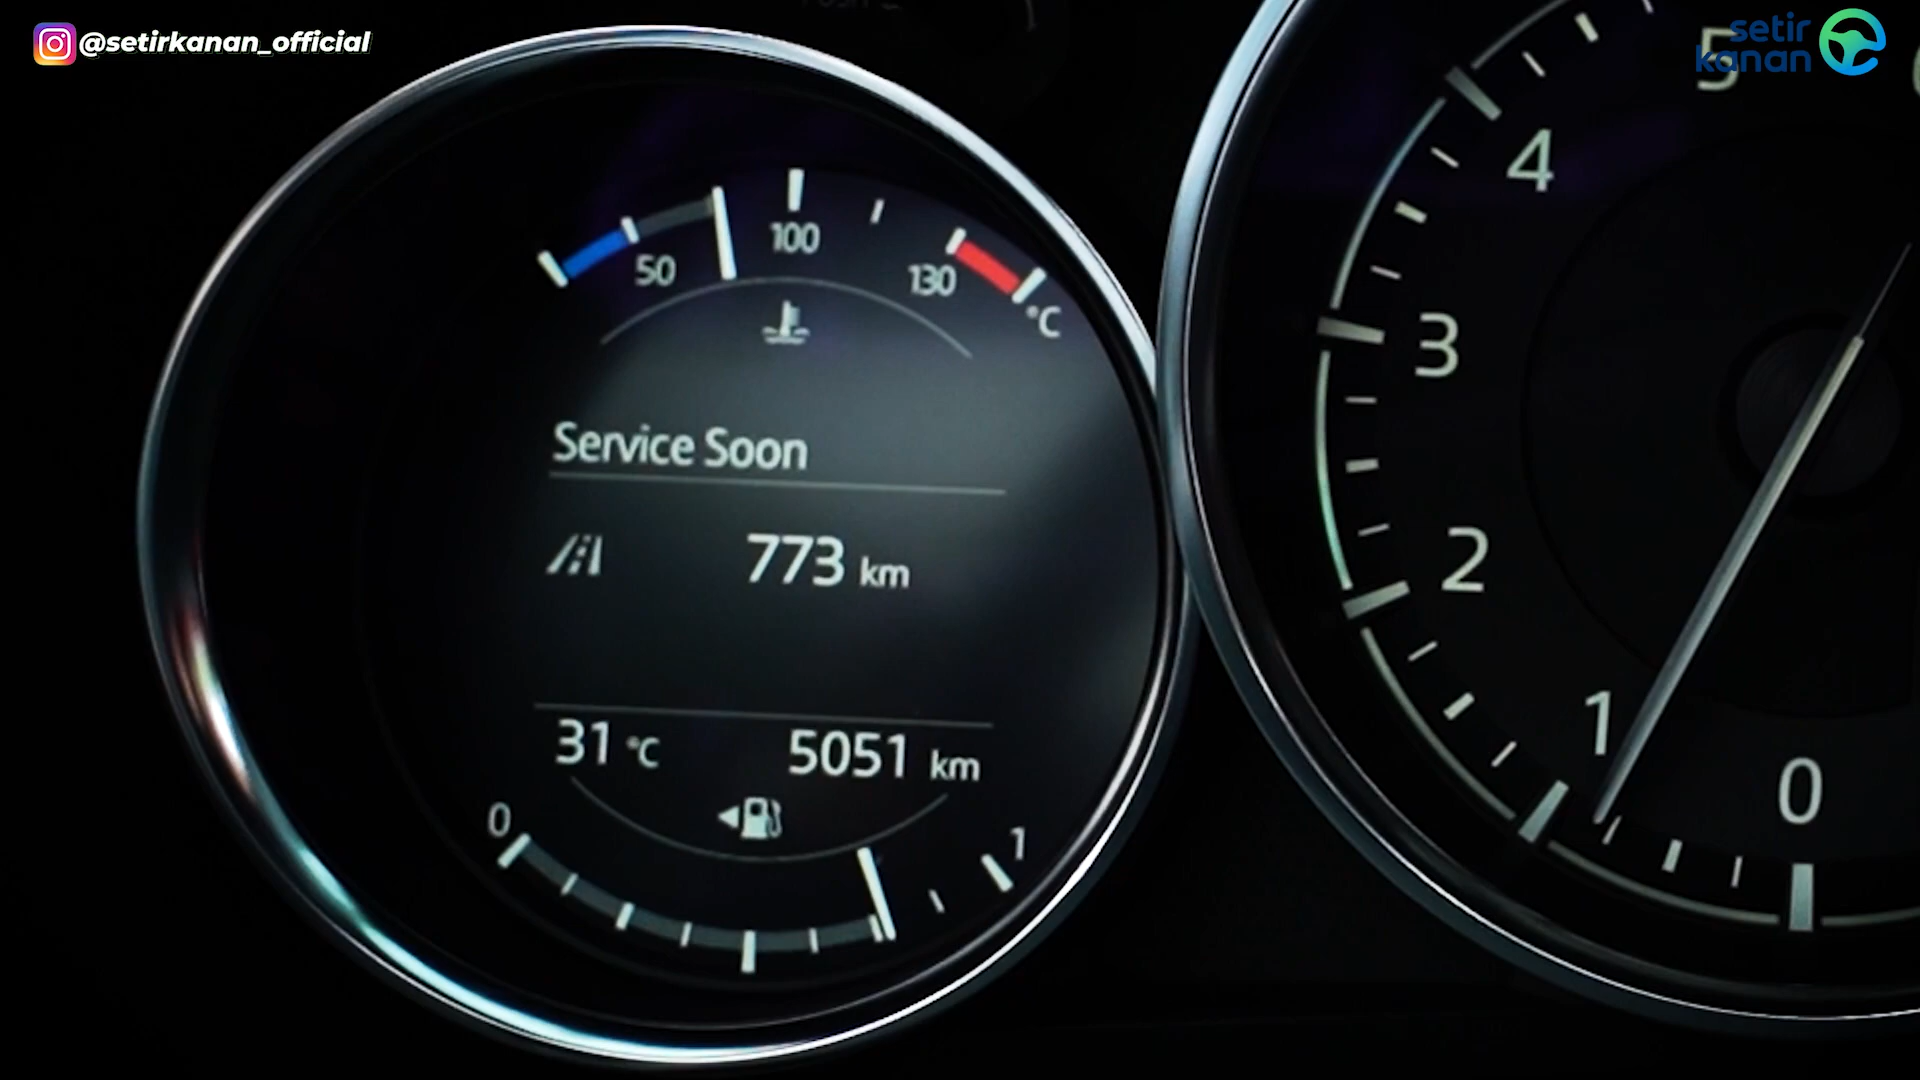 @setirkanan_official
setir
kanan
50
100
130
°C
Service Soon
773 km
31 °C 5051 km
0
1
0
1
2
3
4
5